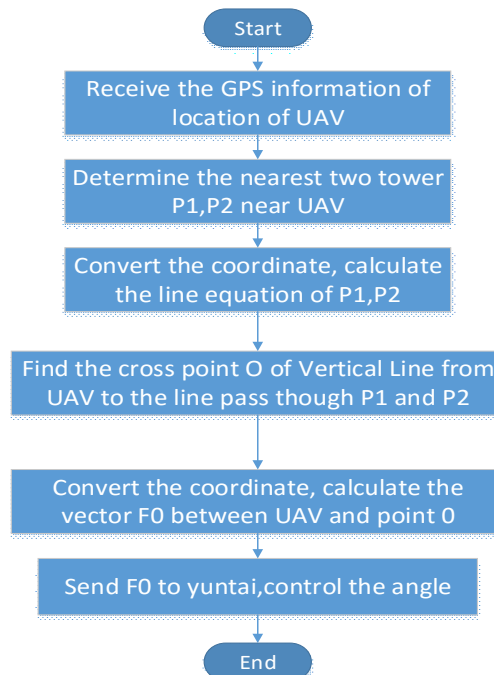 Start
Receive the GPS information of
location of UAV
Determine the nearest two tower
P1,P2 near UAV
Convert the coordinate, calculate
the line equation of P1,P2
Find the cross point O of Vertical Line from
UAV to the line pass though P1 and P2
Convert the coordinate, calculate the
vector F0 between UAV and point 0
Send F0 to yuntai,control the angle
End